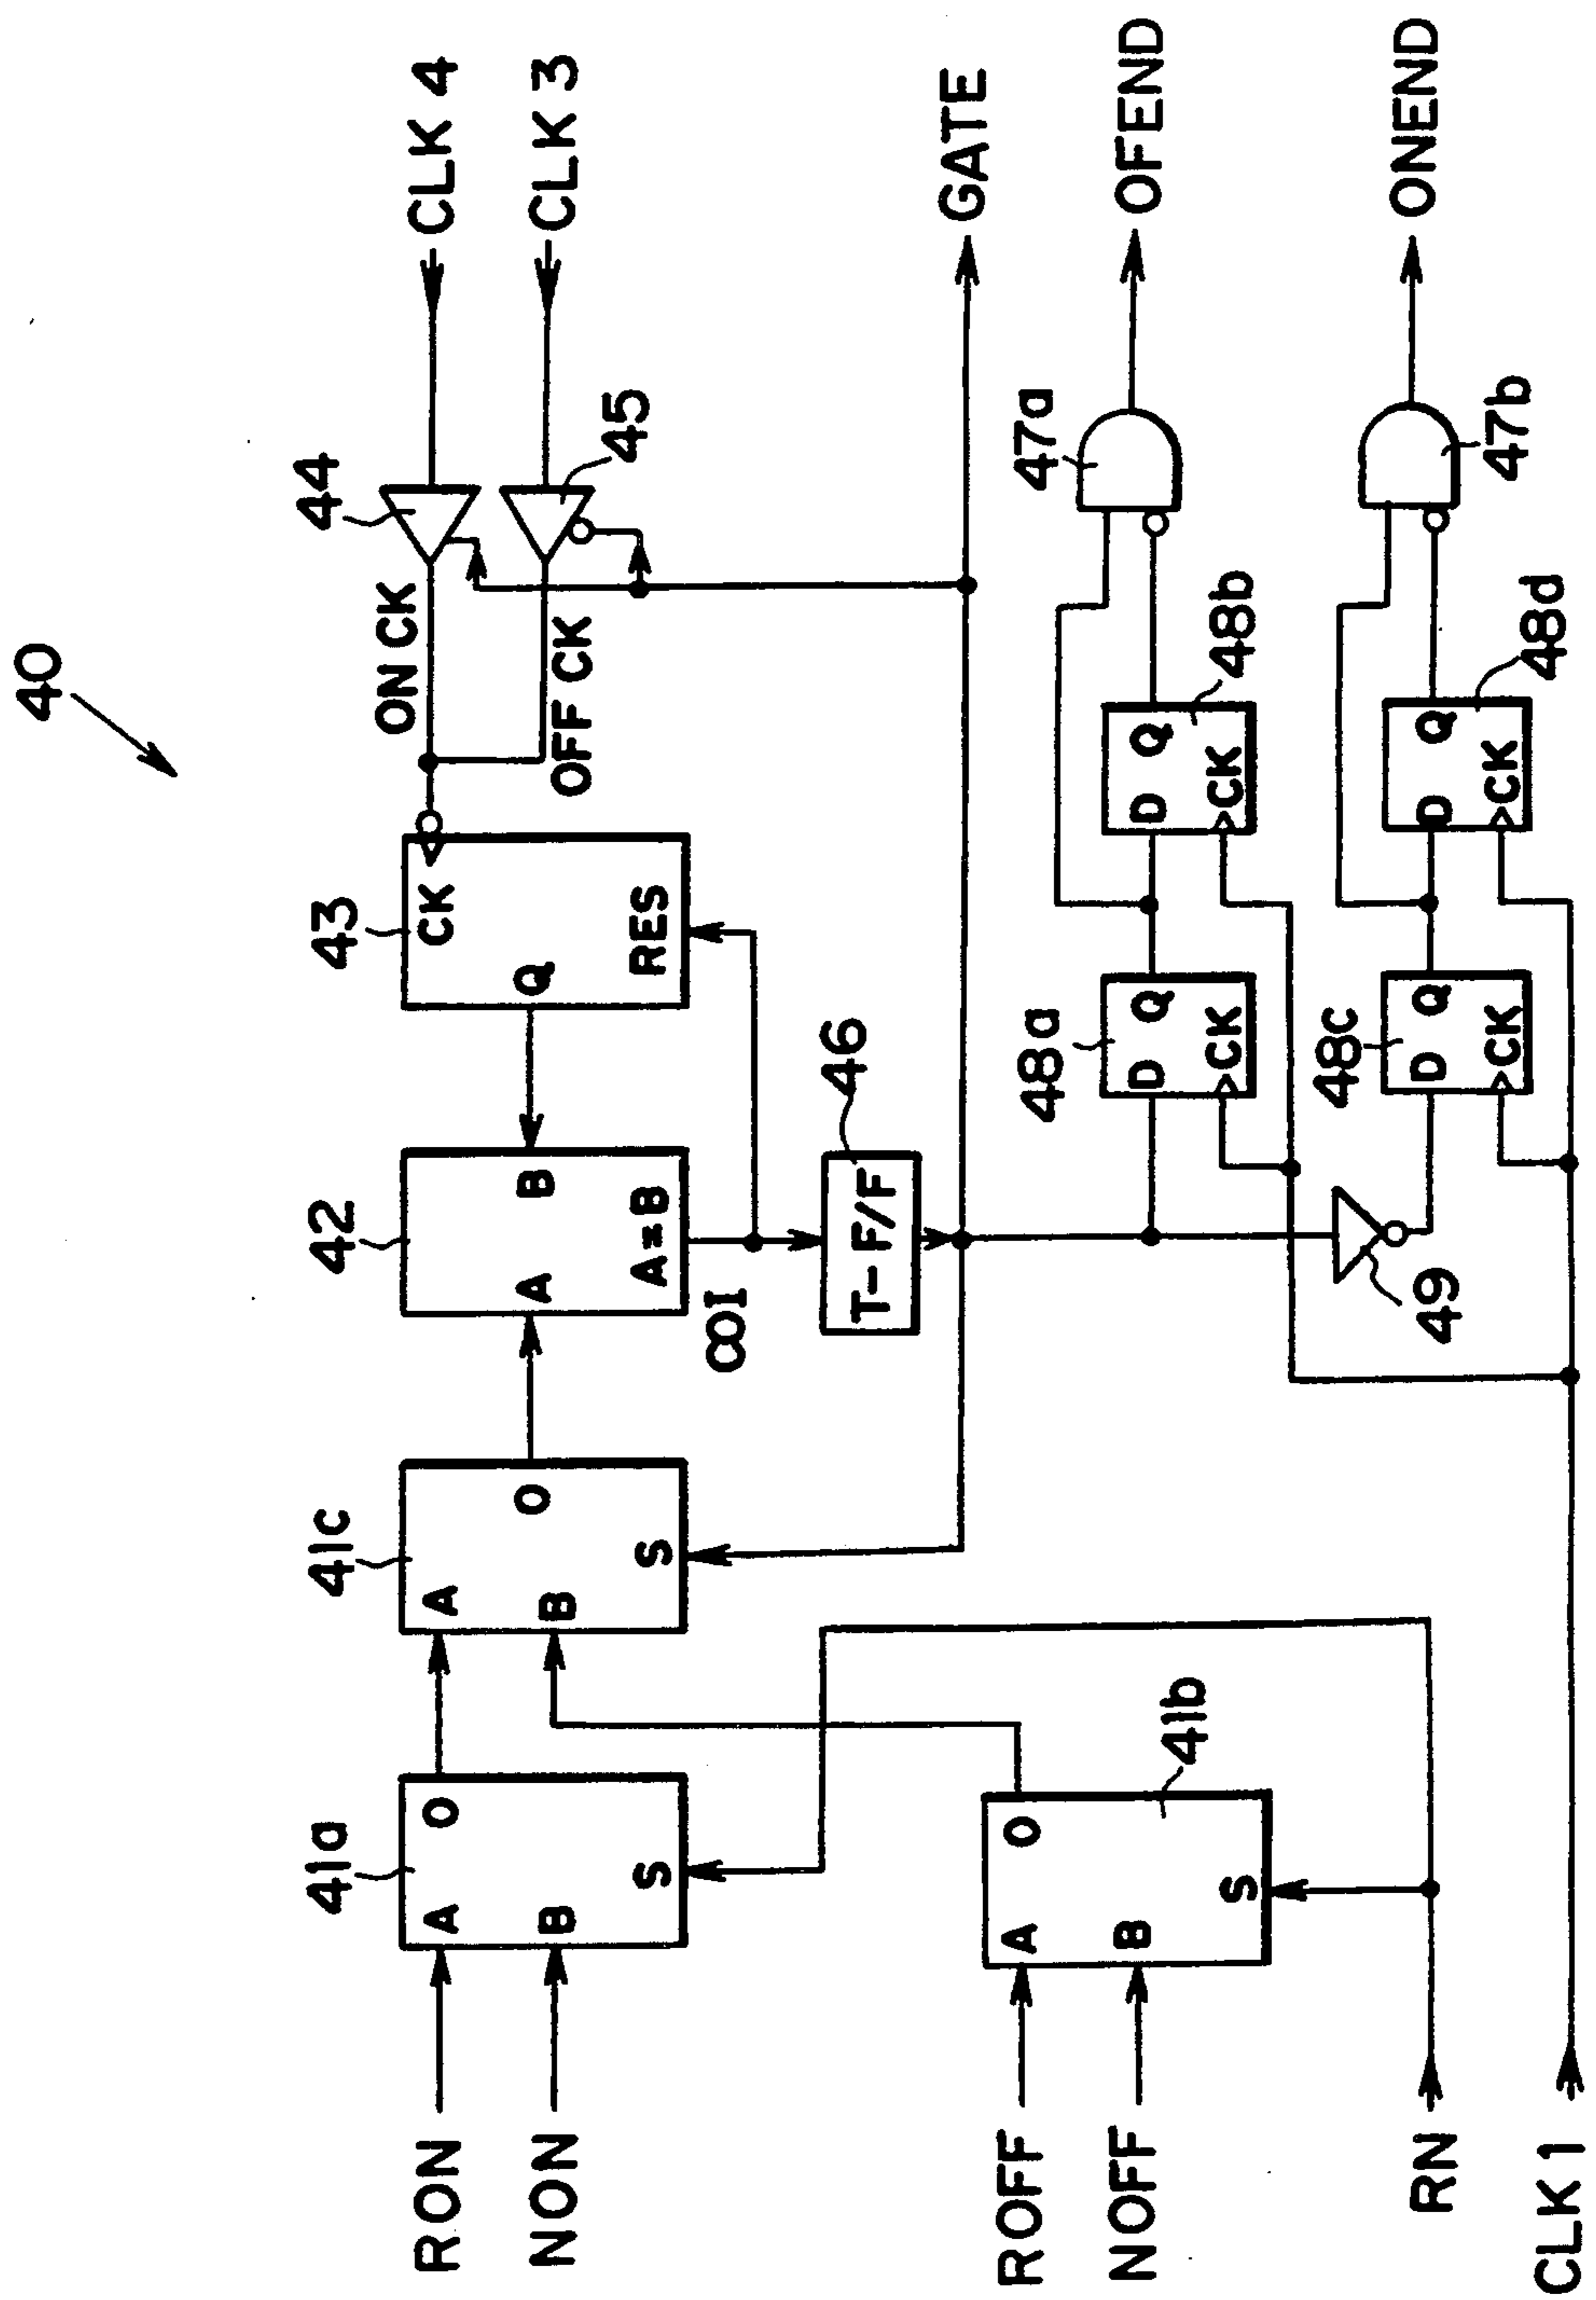 40
RON
NON
41a
A
B
O
S
41c
A
B
O
S
42
A
B
A=B
COI
43
CK
Q
RES
44
ON CK
OFF CK
45
CLK 4
CLK 3
46
T-F/F
GATE
ROFF
NOFF
41b
A
B
O
S
48a
D Q
CK
48b
D Q
CK
47a
OFEND
49
48c
D Q
CK
48d
D Q
CK
47b
ONEND
RN
CLK 1